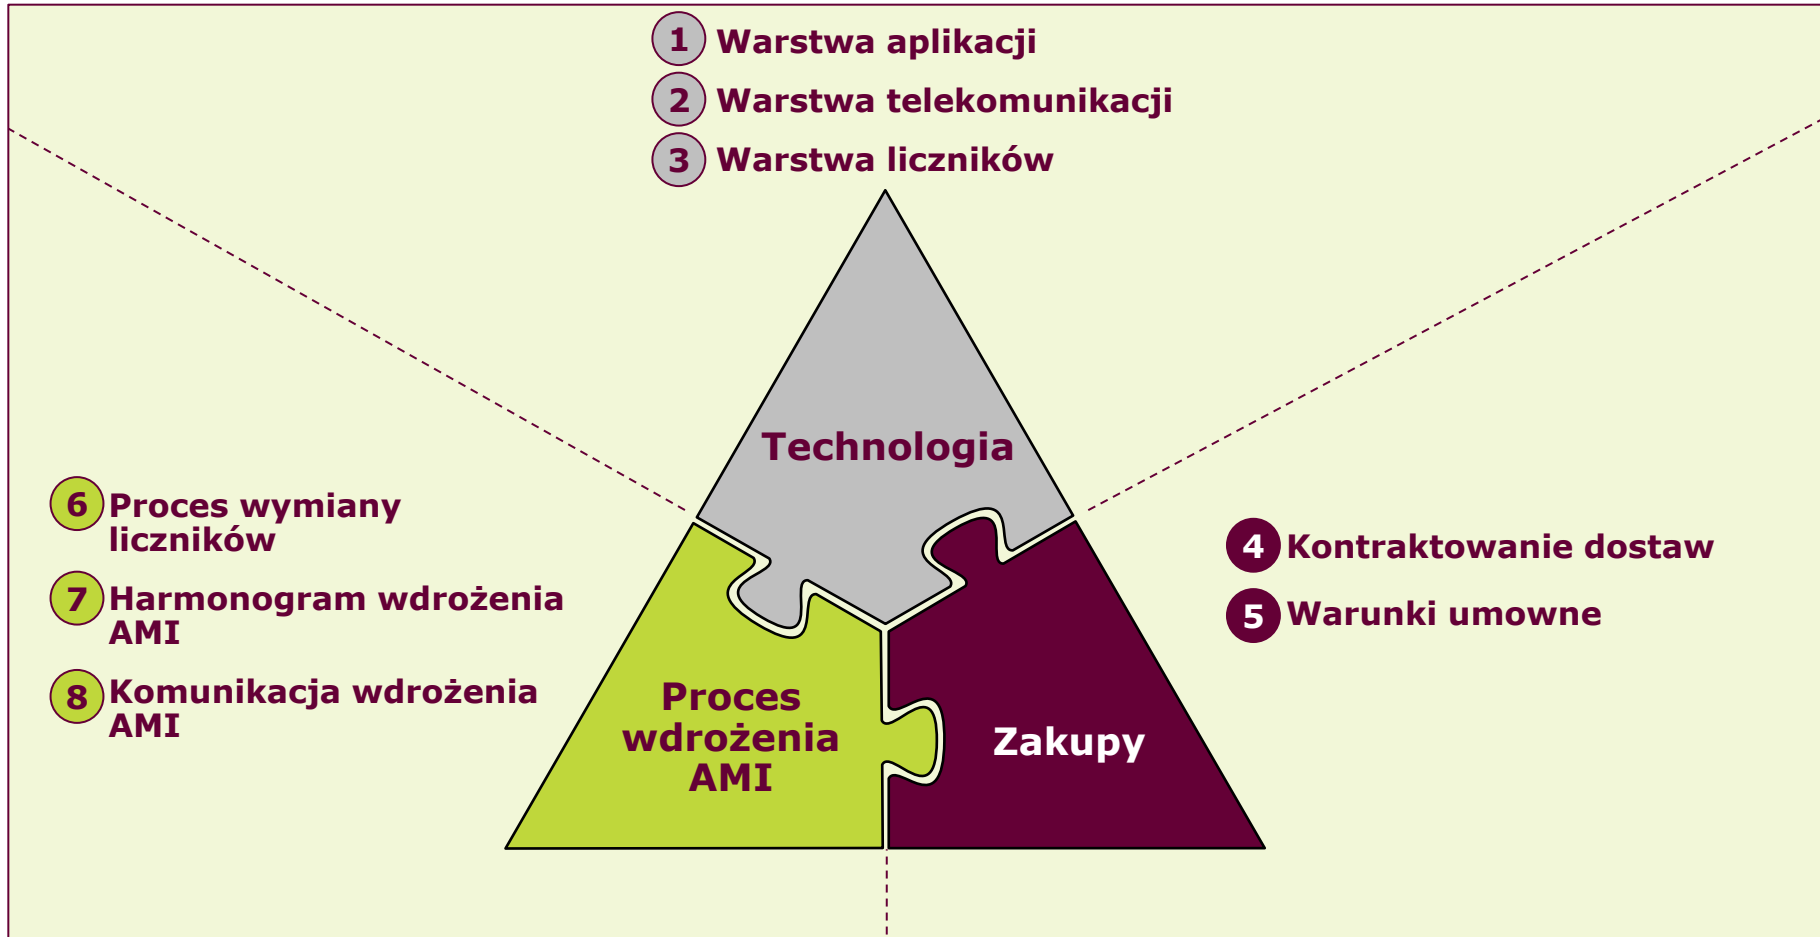 1 Warstwa aplikacji
2 Warstwa telekomunikacji
3 Warstwa liczników
Technologia
6 Proces wymiany
liczników
7 Harmonogram wdrożenia
AMI
8 Komunikacja wdrożenia
AMI
4 Kontraktowanie dostaw
5 Warunki umowne
Proces
wdrożenia
AMI
Zakupy